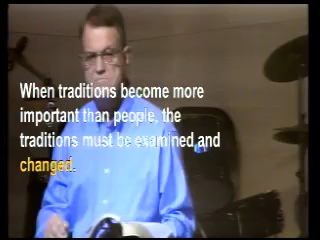 When traditions become more
important than people, the
traditions must be examined and
changed.